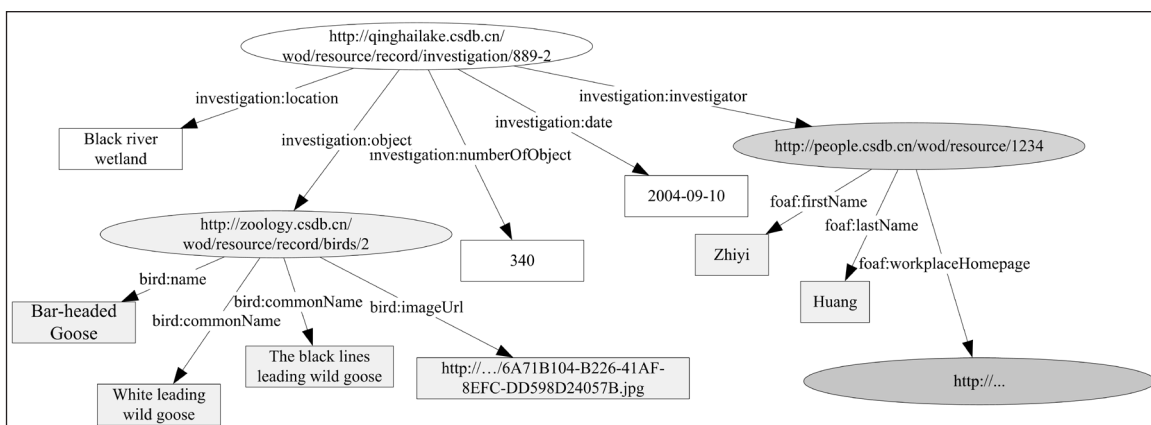 http://qinghailake.csdb.cn/
wod/resource/record/investigation/889-2
investigation:location
investigation:investigator
investigation:date
investigation:object
investigation:numberOfObject
Black river
wetland
http://people.csdb.cn/wod/resource/1234
2004-09-10
foaf:firstName
foaf:lastName
http://zoology.csdb.cn/
wod/resource/record/birds/2
340
Zhiyi
foaf:workplaceHomepage
bird:name
bird:commonName
bird:commonName
bird:imageUrl
Huang
Bar-headed
Goose
The black lines
leading wild goose
http://…/6A71B104-B226-41AF-
8EFC-DD598D24057B.jpg
http://...
White leading
wild goose